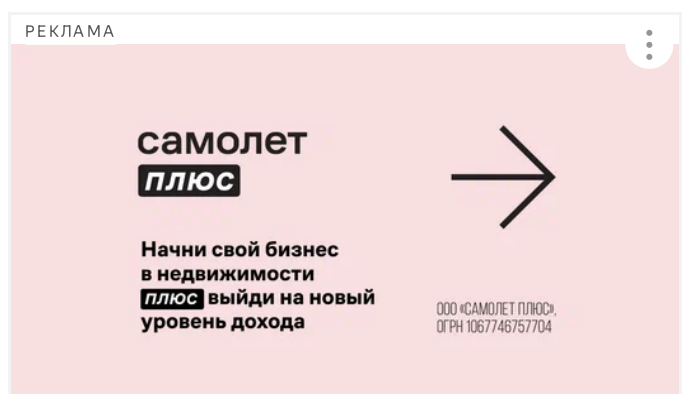 РЕКЛАМА
самолет
плюс
Начни свой бизнес
в недвижимости
плюс выйди на новый
уровень дохода
ООО «САМОЛЕТ ПЛЮС»,
ОГРН 1067746757704